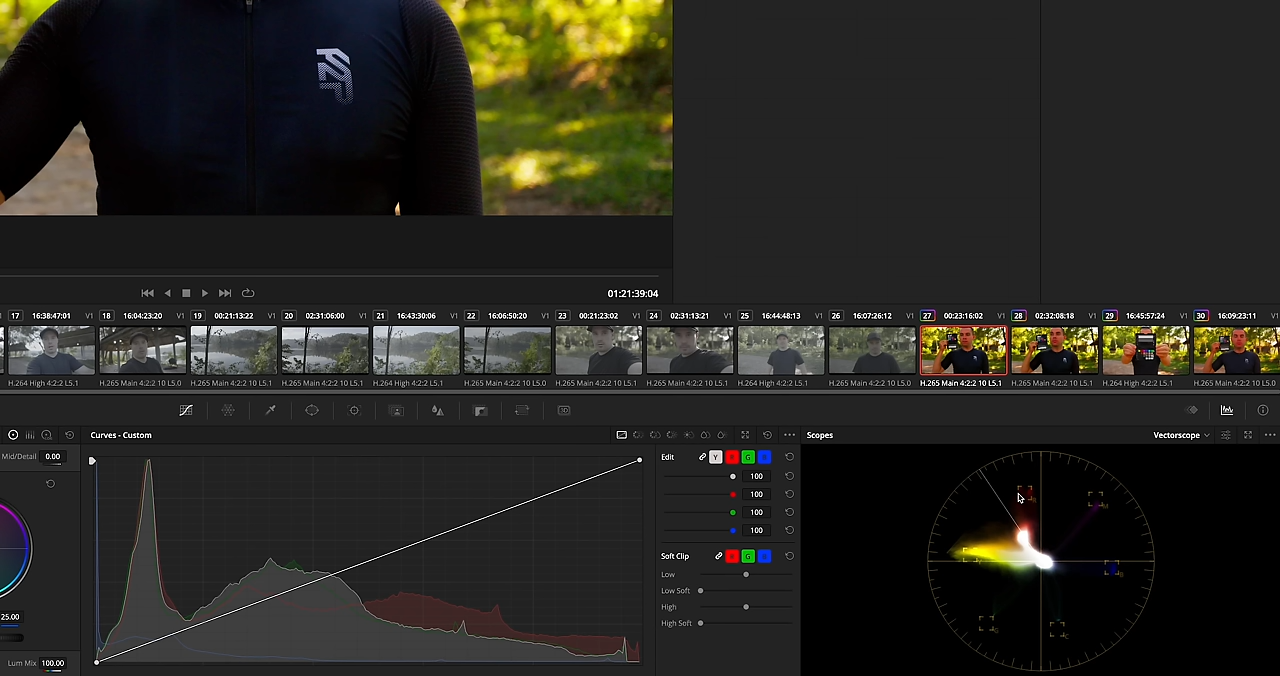 01:21:39:04
17 16:38:47:01 V1
18 16:04:23:20 V1
19 00:21:13:22 V1
20 02:31:06:00 V1
21 16:43:30:06 V1
22 16:06:50:20 V1
23 00:21:23:02 V1
24 02:31:13:21 V1
25 16:44:48:13 V1
26 16:07:26:12 V1
27 00:23:16:02 V1
28 02:32:08:18 V1
29 16:45:57:24 V1
30 16:09:23:11 V1
H.264 High 4:2:2 L5.1
H.265 Main 4:2:2 10 L5.0
H.265 Main 4:2:2 10 L5.1
H.265 Main 4:2:2 10 L5.1
H.264 High 4:2:2 L5.1
H.265 Main 4:2:2 10 L5.0
H.265 Main 4:2:2 10 L5.1
H.265 Main 4:2:2 10 L5.1
H.264 High 4:2:2 L5.1
H.265 Main 4:2:2 10 L5.0
H.265 Main 4:2:2 10 L5.1
H.265 Main 4:2:2 10 L5.1
H.264 High 4:2:2 L5.1
H.265 Main 4:2:2 10 L5.0
3D
Curves - Custom
Scopes
Vectorscope
Mid/Detail 0.00
25.00
Lum Mix 100.00
Edit Y R G B
100
100
100
100
Soft Clip R G B
Low
Low Soft
High
High Soft